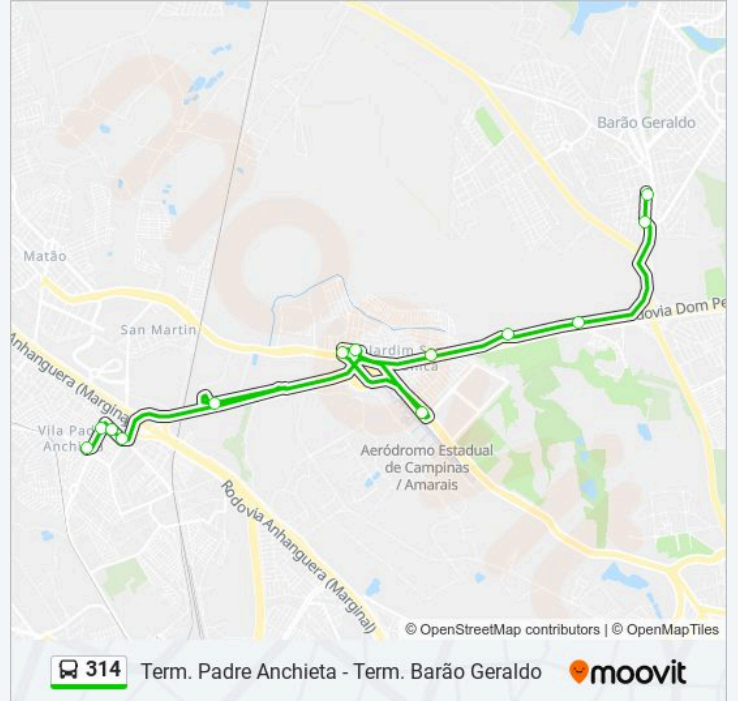 Barão Geraldo
Matão
San Martin
Jardim S
Rodovia Dom Pe
Anhanguera (Marginal
Vila Pad
Anchi
Aeródromo Estadual
de Campinas
/ Amarais
Rodovia Anhanguera (Marginal)
© OpenStreetMap contributors | © OpenMapTiles
314 Term. Padre Anchieta - Term. Barão Geraldo moovit